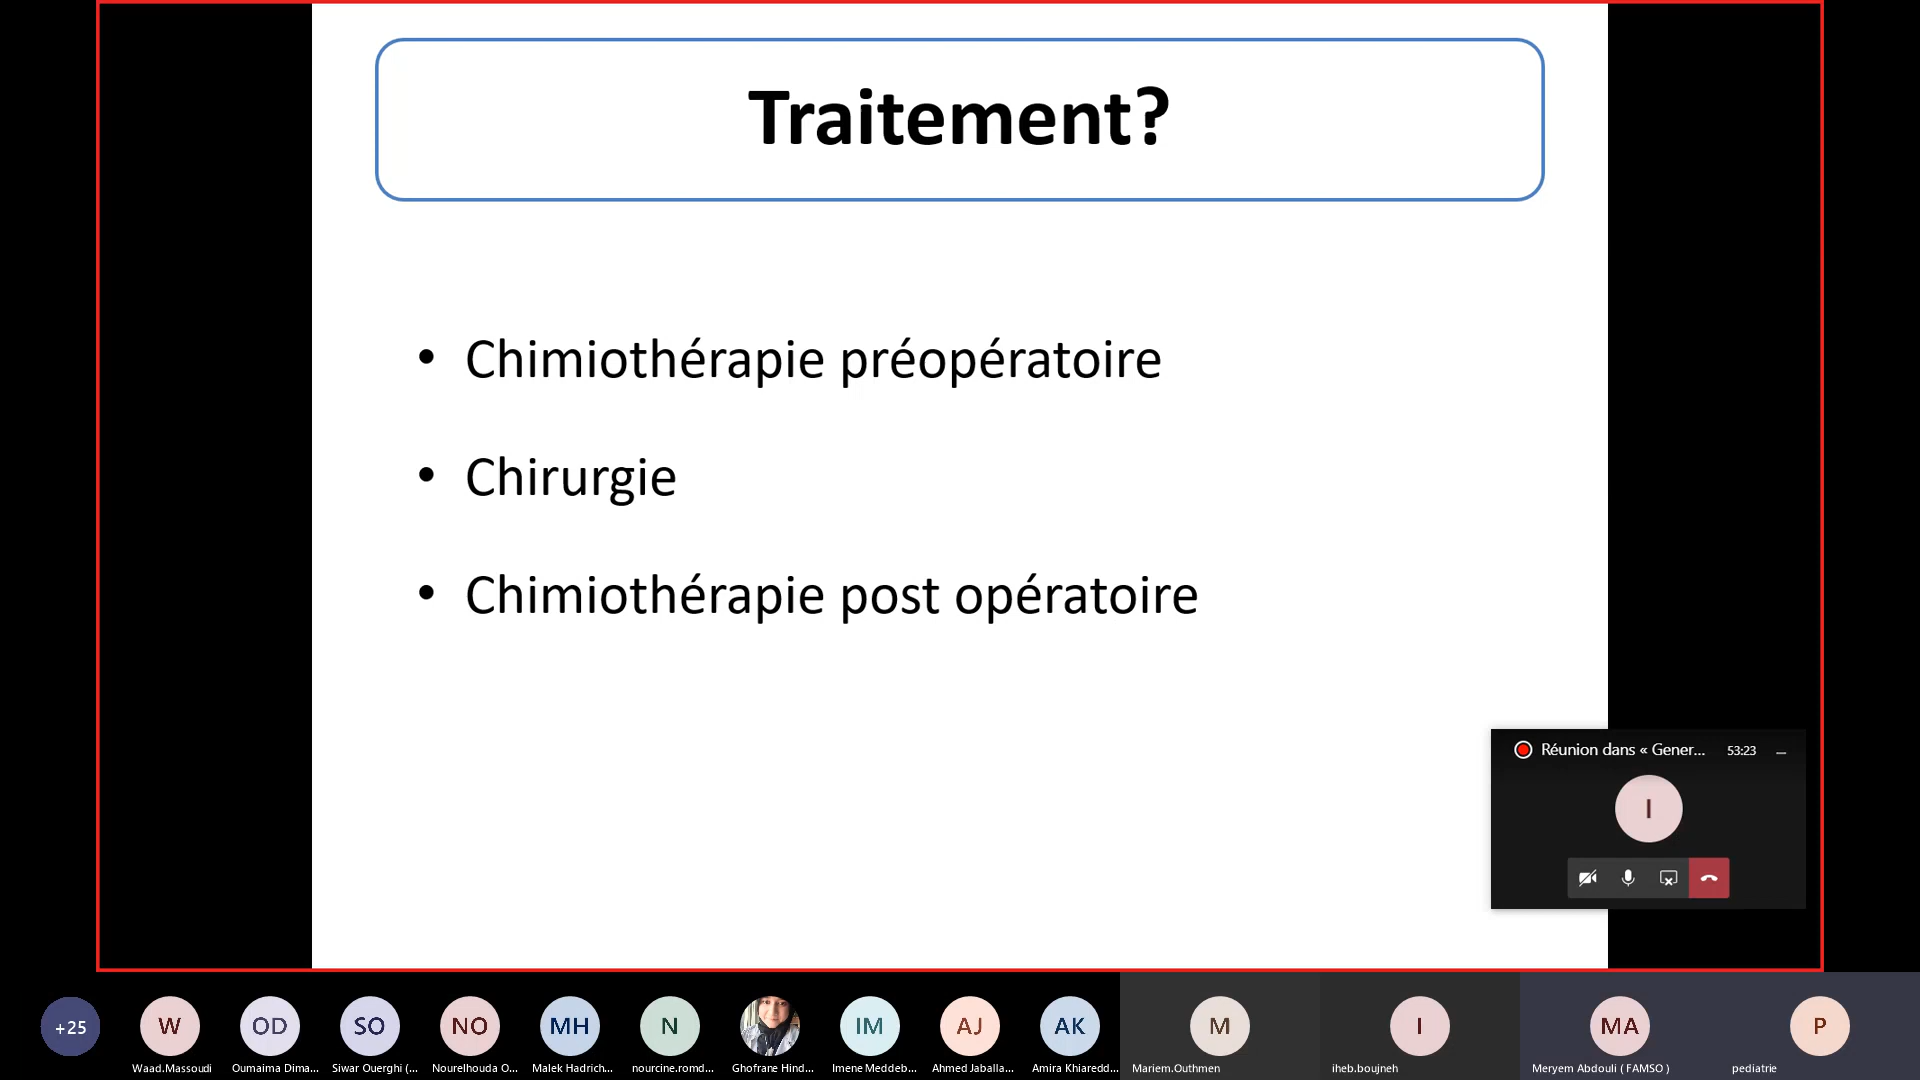 Traitement?
• Chimiothérapie préopératoire
• Chirurgie
• Chimiothérapie post opératoire
Réunion dans « Gener... 53:23
I
+25 W OD SO NO MH N IM AJ AK M I MA P
Waad.Massoudi Oumaima Dima... Siwar Ouerghi (... Nourelhouda O... Malek Hadrich... nourcine.romd... Ghofrane Hind... Imene Meddeb... Ahmed Jaballa... Amira Khiaredd... Mariem.Outhmen iheb.boujneh Meryem Abdouli ( FAMSO ) pediatrie